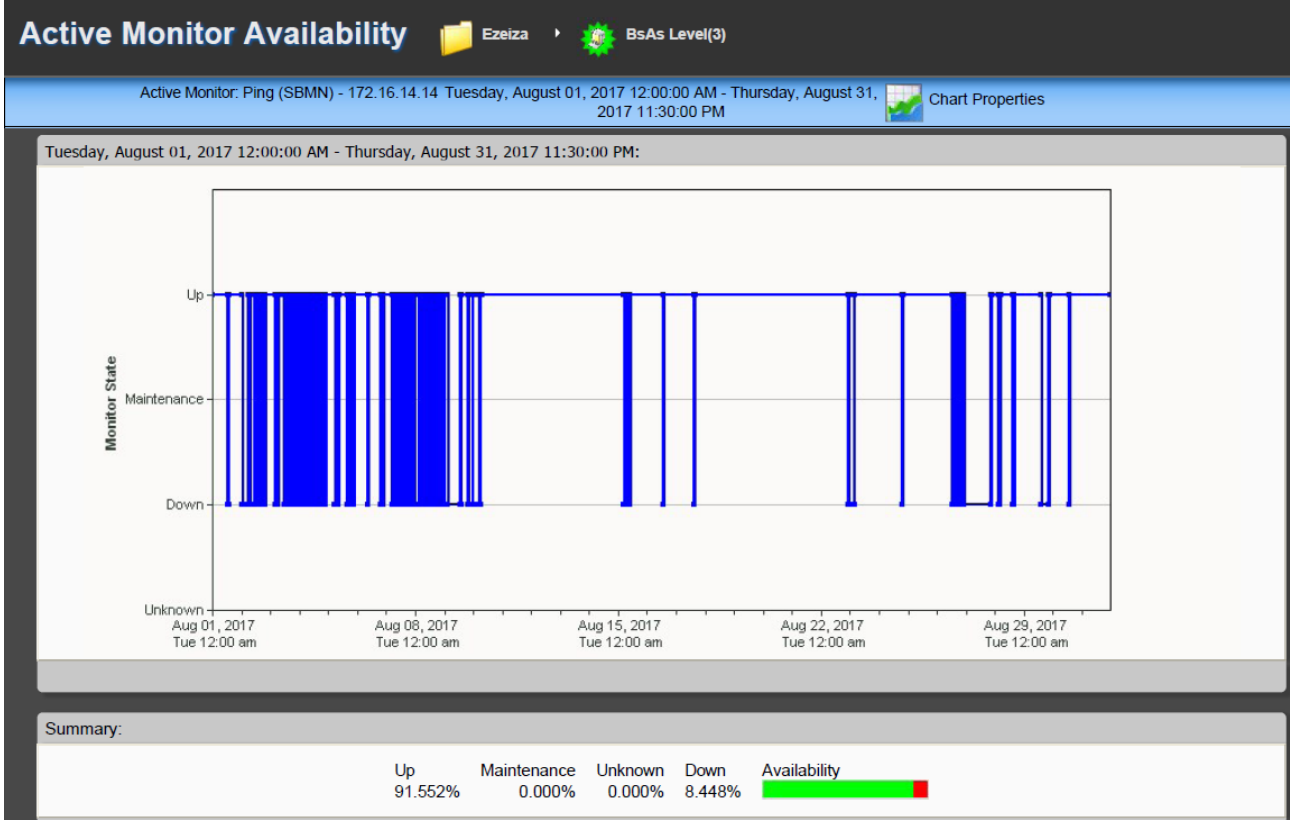 Active Monitor Availability Ezeiza BsAs Level(3)
Active Monitor: Ping (SBMN) - 172.16.14.14 Tuesday, August 01, 2017 12:00:00 AM - Thursday, August 31,
2017 11:30:00 PM
Chart Properties
Tuesday, August 01, 2017 12:00:00 AM - Thursday, August 31, 2017 11:30:00 PM:
Monitor State
Up
Maintenance
Down
Unknown
Aug 01, 2017 Aug 08, 2017 Aug 15, 2017 Aug 22, 2017 Aug 29, 2017
Tue 12:00 am Tue 12:00 am Tue 12:00 am Tue 12:00 am Tue 12:00 am
Summary:
Up Maintenance Unknown Down Availability
91.552% 0.000% 0.000% 8.448%